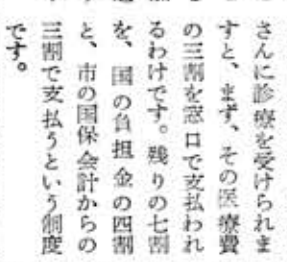 さんに診療を受けられま
すと、まず、その医療費
の三割を窓口で支払われ
るわけです。残りの七割
を、国の負担金の四割
と、市の国保会計からの
三割で支払うという制度
です。